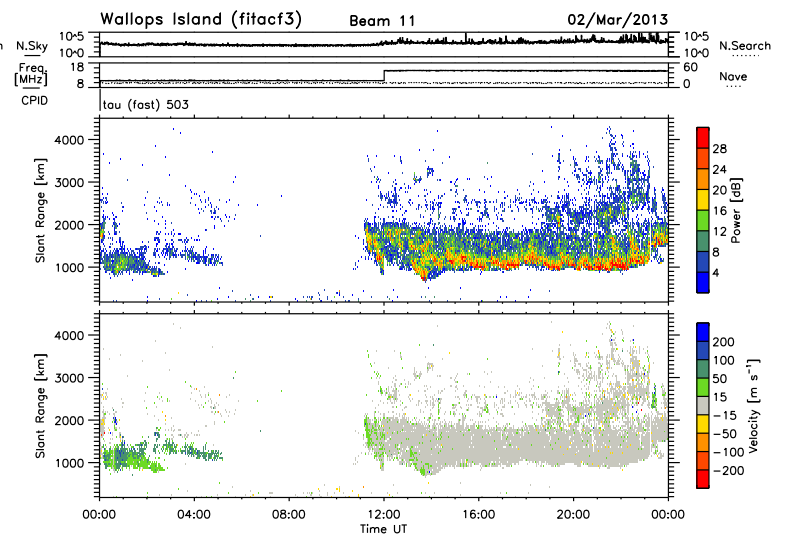 Wallops Island (fitacf3) Beam 11 02/Mar/2013
N.Sky 10^5 10^0 10^5 10^0 N.Search
Freq. [MHz] 18 8 60 0 Nave
CPID tau (fast) 503
Slant Range [km] 4000 3000 2000 1000
28 24 20 16 12 8 4 Power [dB]
Slant Range [km] 4000 3000 2000 1000
200 100 50 15 -15 -50 -100 -200 Velocity [m s⁻¹]
00:00 04:00 08:00 12:00 16:00 20:00 00:00
Time UT